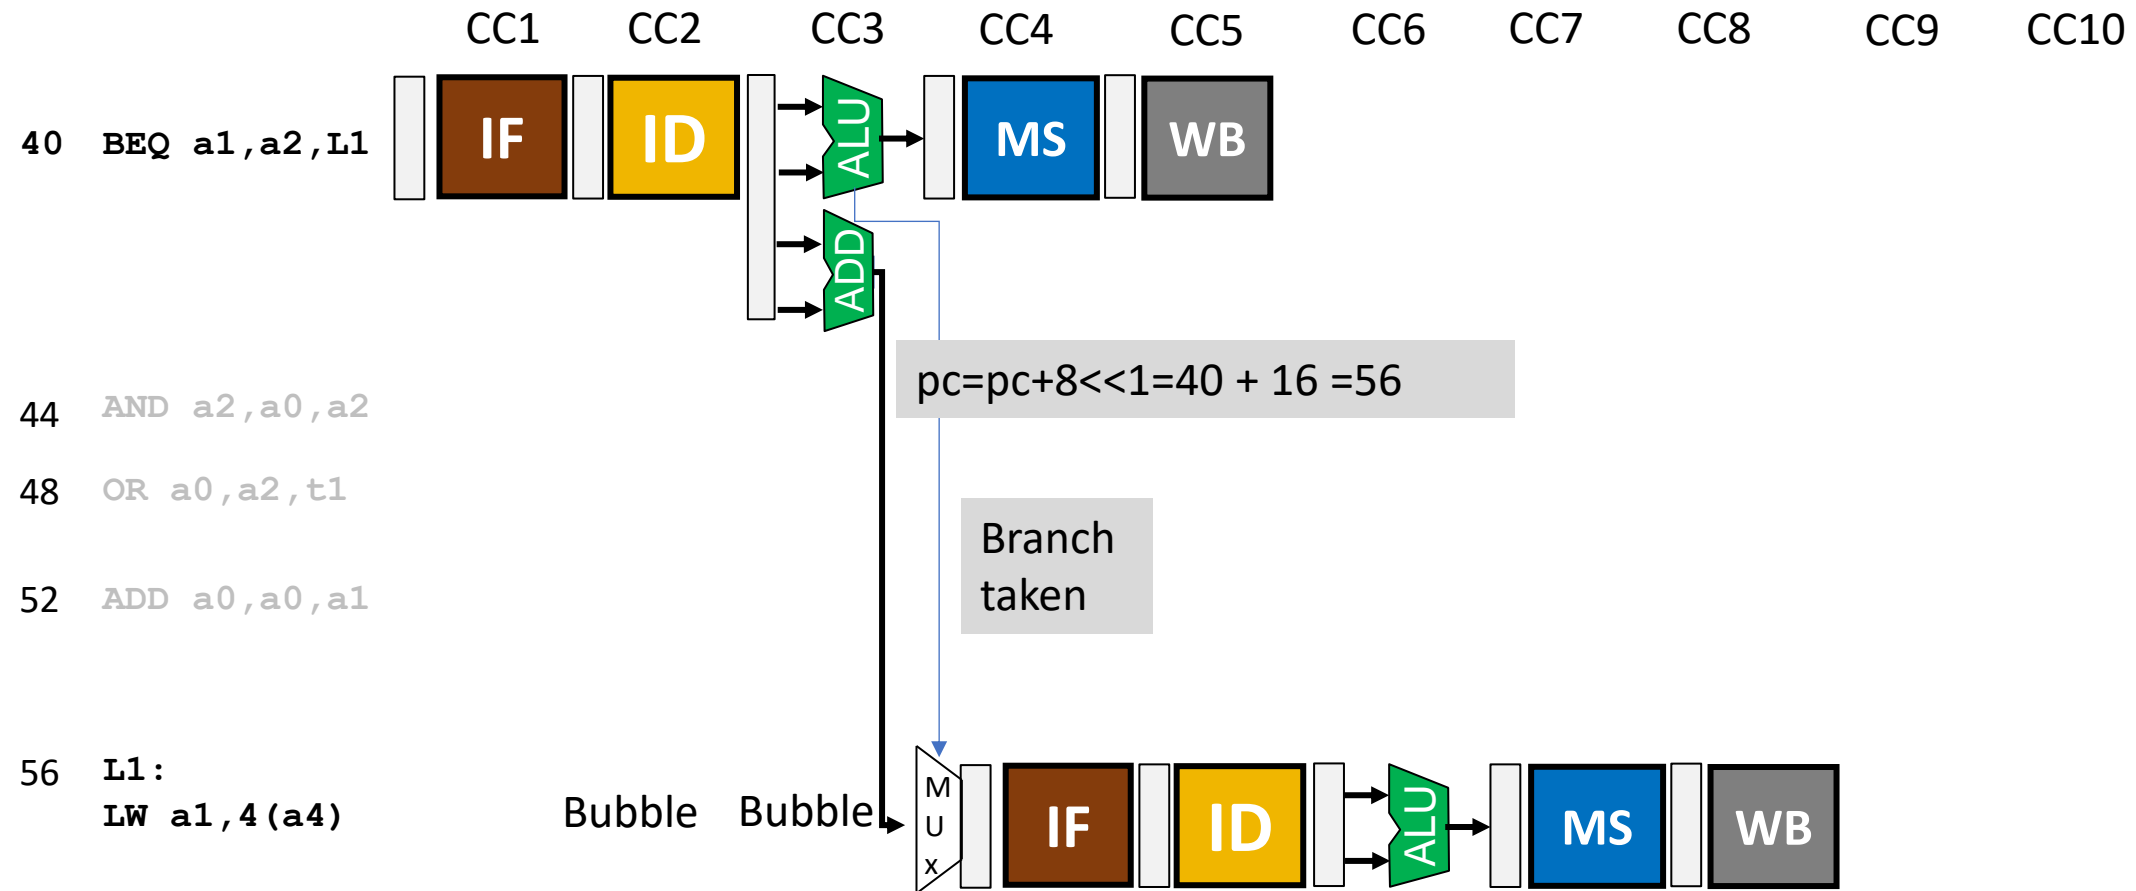 CC1 CC2 CC3 CC4 CC5 CC6 CC7 CC8 CC9 CC10
40 BEQ a1,a2,L1 IF ID ALU MS WB
ADD
pc=pc+8<<1=40 + 16 =56
44 AND a2,a0,a2
48 OR a0,a2,t1
Branch
taken
52 ADD a0,a0,a1
56 L1:
LW a1,4(a4) Bubble Bubble M
U
x
IF ID ALU MS WB